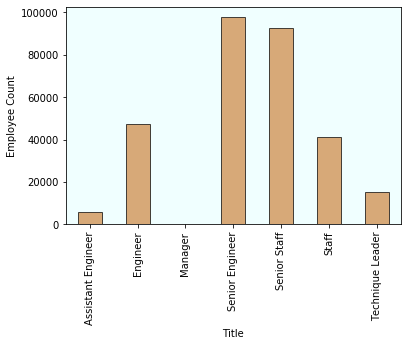 100000
80000
60000
40000
20000
0
Employee Count
Assistant Engineer
Engineer
Manager
Senior Engineer
Senior Staff
Staff
Technique Leader
Title